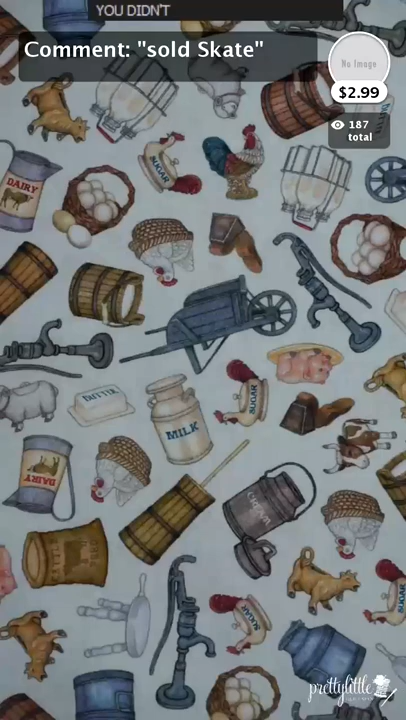 YOU DIDN'T
Comment: "sold Skate"
No Image
$2.99
187
total
DAIRY
SUGAR
BUTTER
MILK
SUGAR
DAIRY
SUGAR
SUGAR
prettylittle